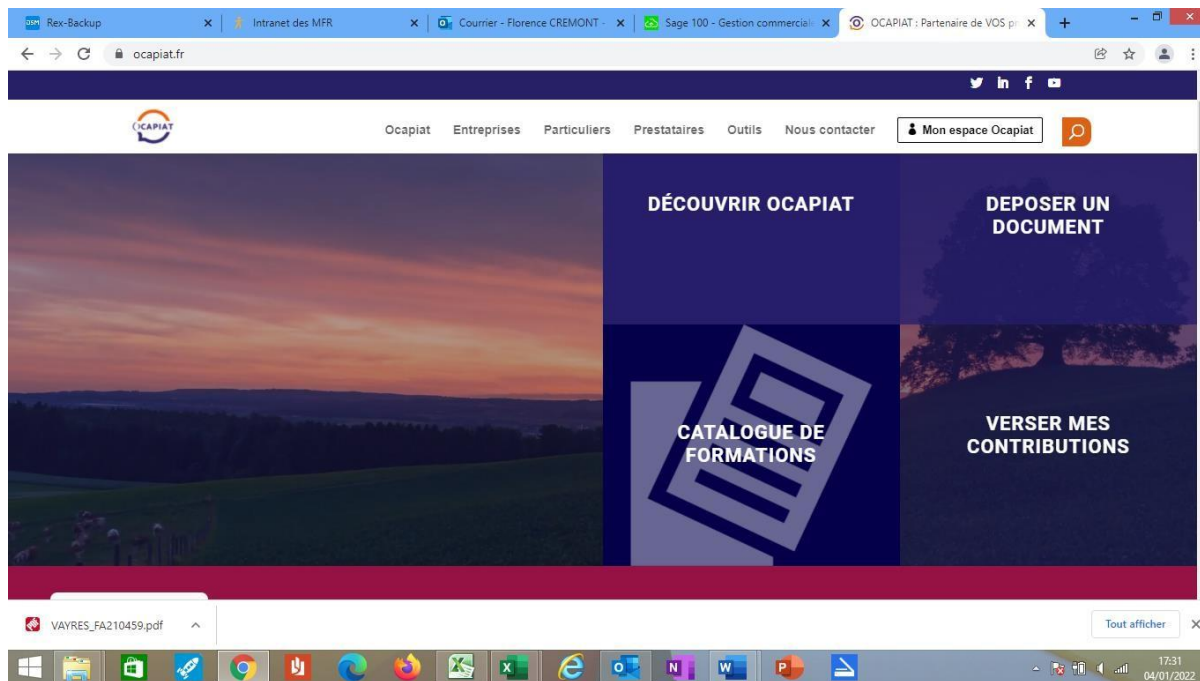 DSM Rex-Backup
Intranet des MFR
Courrier - Florence CREMONT -
Sage 100 - Gestion commerciale
OCAPIAT : Partenaire de VOS pr
ocapiat.fr
OCAPIAT
Ocapiat Entreprises Particuliers Prestataires Outils Nous contacter Mon espace Ocapiat
DÉCOUVRIR OCAPIAT
DEPOSER UN
DOCUMENT
CATALOGUE DE
FORMATIONS
VERSER MES
CONTRIBUTIONS
VAYRES_FA210459.pdf
Tout afficher
17:31
04/01/2022